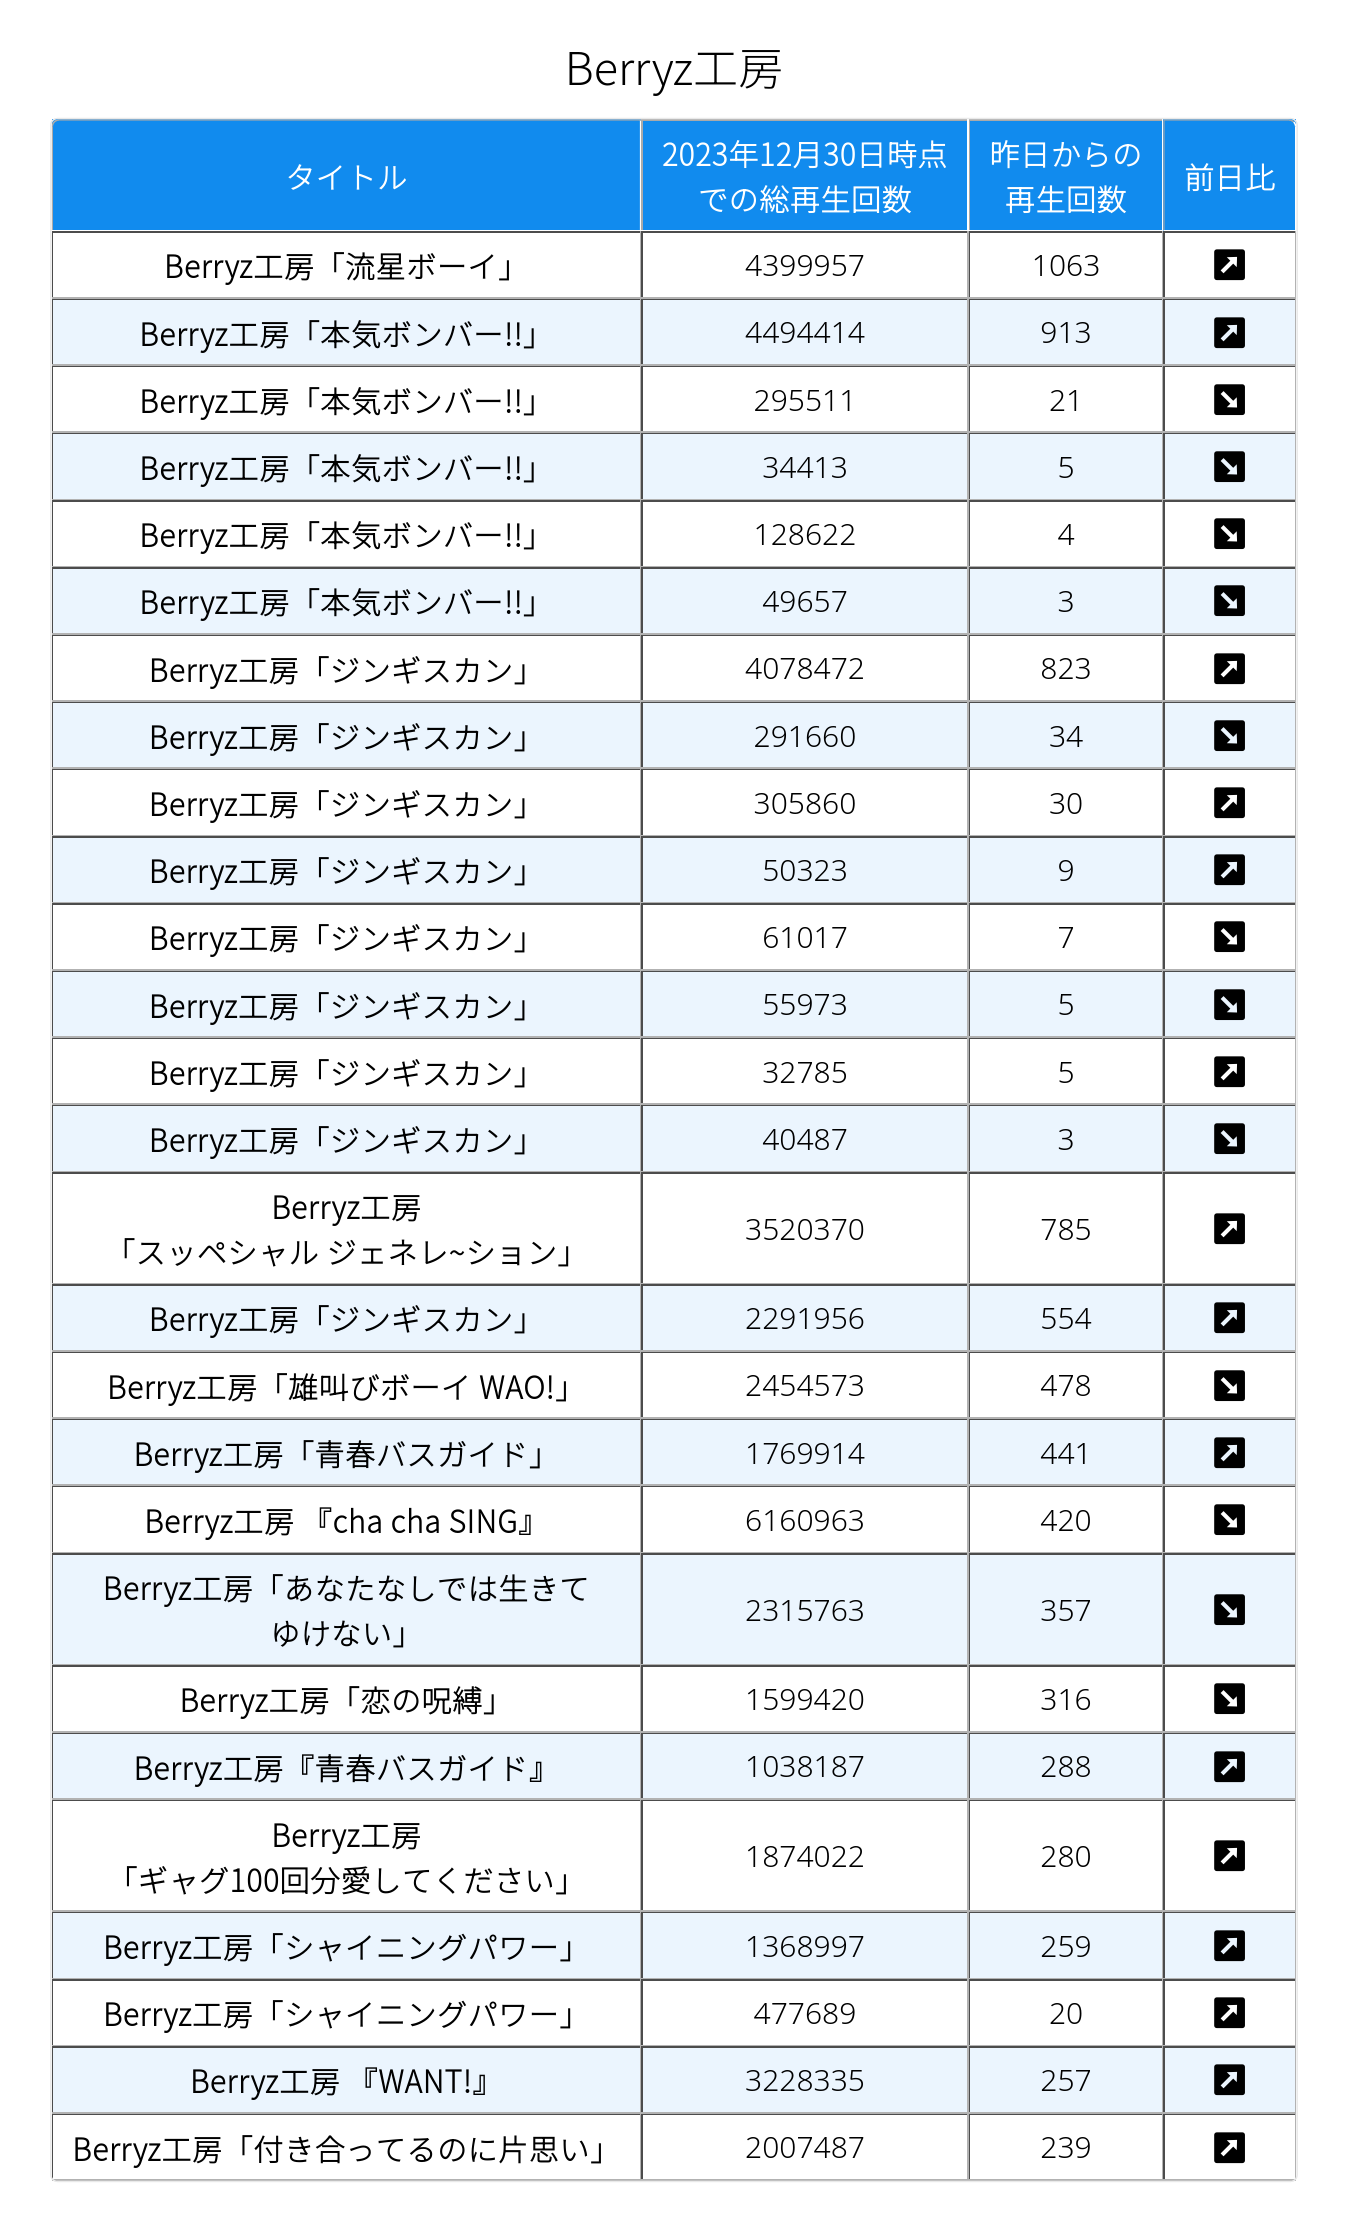 Berryz工房
タイトル
2023年12月30日時点
での総再生回数
昨日からの
再生回数
前日比
Berryz工房「流星ボーイ」 4399957 1063 ↗
Berryz工房「本気ボンバー!!」 4494414 913 ↗
Berryz工房「本気ボンバー!!」 295511 21 ↘
Berryz工房「本気ボンバー!!」 34413 5 ↘
Berryz工房「本気ボンバー!!」 128622 4 ↘
Berryz工房「本気ボンバー!!」 49657 3 ↘
Berryz工房「ジンギスカン」 4078472 823 ↗
Berryz工房「ジンギスカン」 291660 34 ↘
Berryz工房「ジンギスカン」 305860 30 ↗
Berryz工房「ジンギスカン」 50323 9 ↗
Berryz工房「ジンギスカン」 61017 7 ↘
Berryz工房「ジンギスカン」 55973 5 ↘
Berryz工房「ジンギスカン」 32785 5 ↗
Berryz工房「ジンギスカン」 40487 3 ↘
Berryz工房
「スッペシャル ジェネレ~ション」 3520370 785 ↗
Berryz工房「ジンギスカン」 2291956 554 ↗
Berryz工房「雄叫びボーイ WAO!」 2454573 478 ↘
Berryz工房「青春バスガイド」 1769914 441 ↗
Berryz工房 『cha cha SING』 6160963 420 ↘
Berryz工房「あなたなしでは生きて
ゆけない」 2315763 357 ↘
Berryz工房「恋の呪縛」 1599420 316 ↘
Berryz工房『青春バスガイド』 1038187 288 ↗
Berryz工房
「ギャグ100回分愛してください」 1874022 280 ↗
Berryz工房「シャイニングパワー」 1368997 259 ↗
Berryz工房「シャイニングパワー」 477689 20 ↗
Berryz工房 『WANT!』 3228335 257 ↗
Berryz工房「付き合ってるのに片思い」 2007487 239 ↗